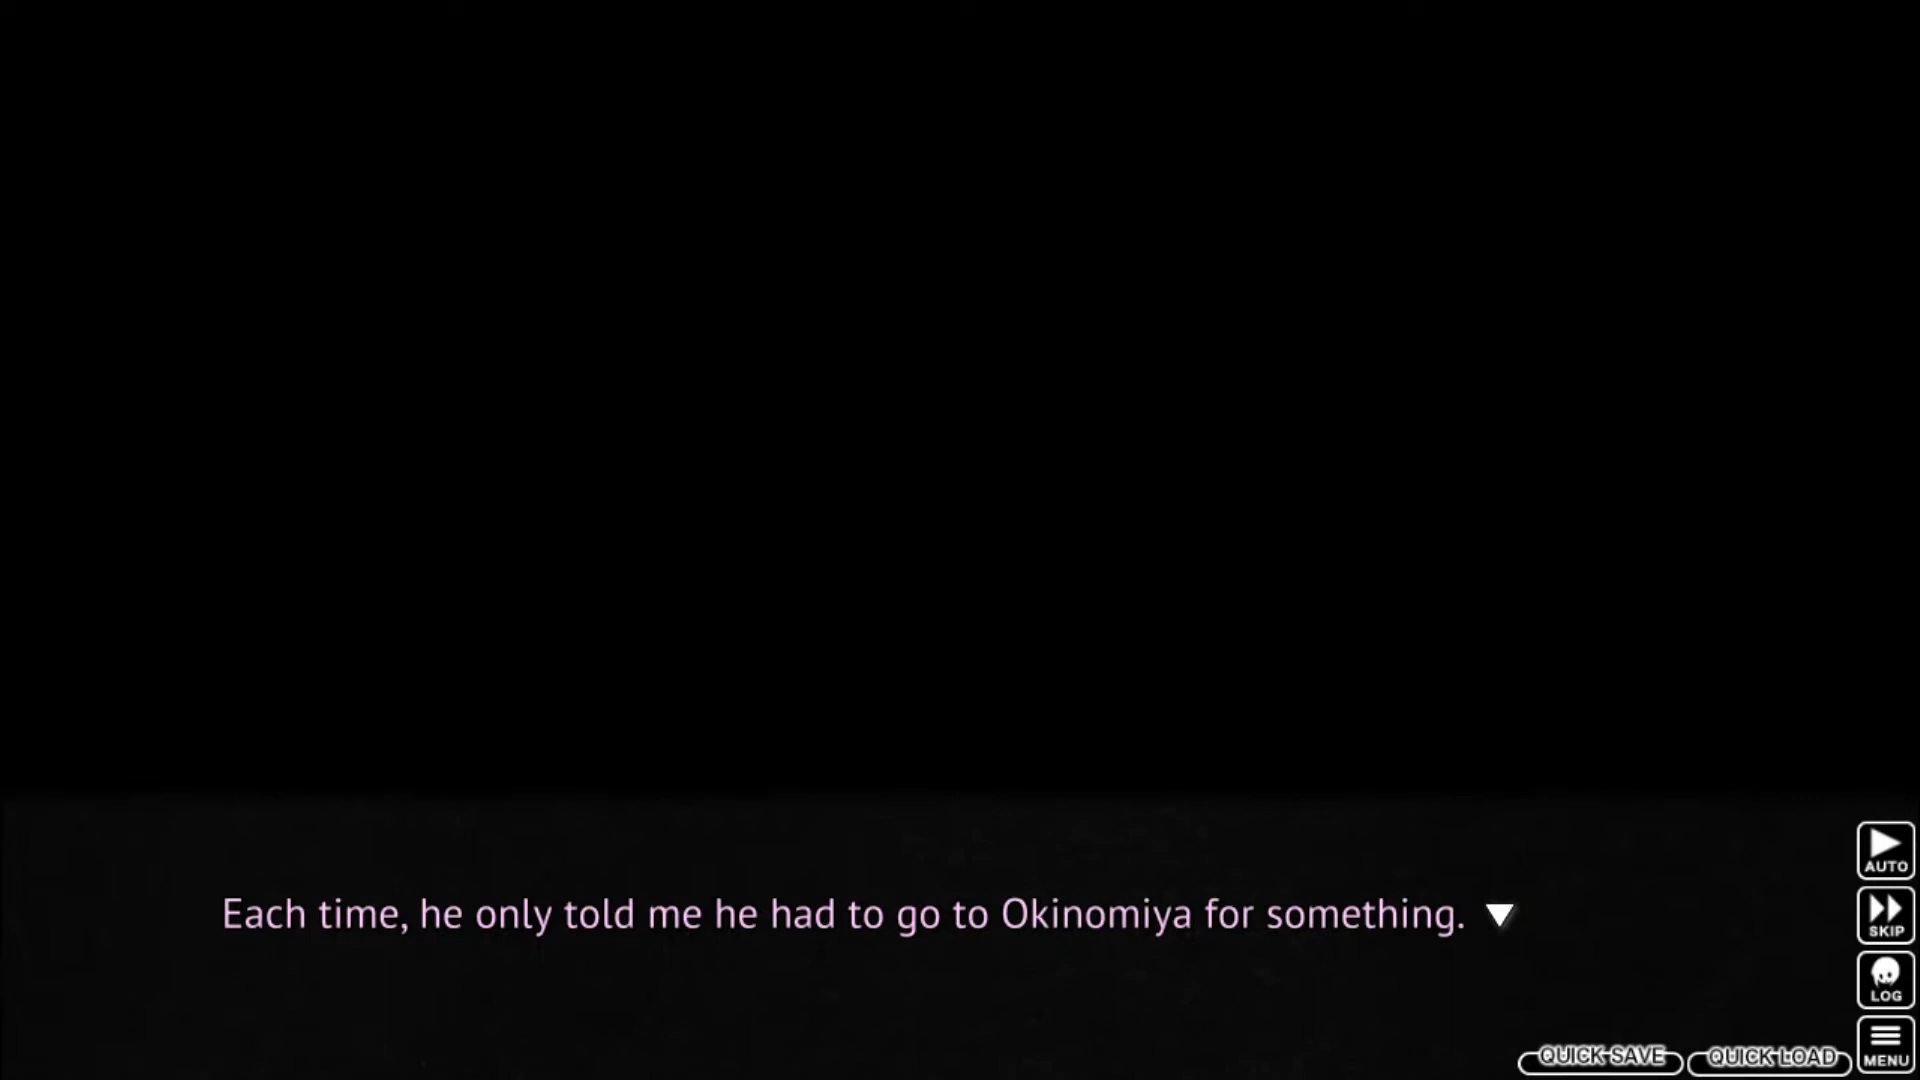 Each time, he only told me he had to go to Okinomiya for something.
AUTO
SKIP
LOG
MENU
QUICK SAVE
QUICK LOAD